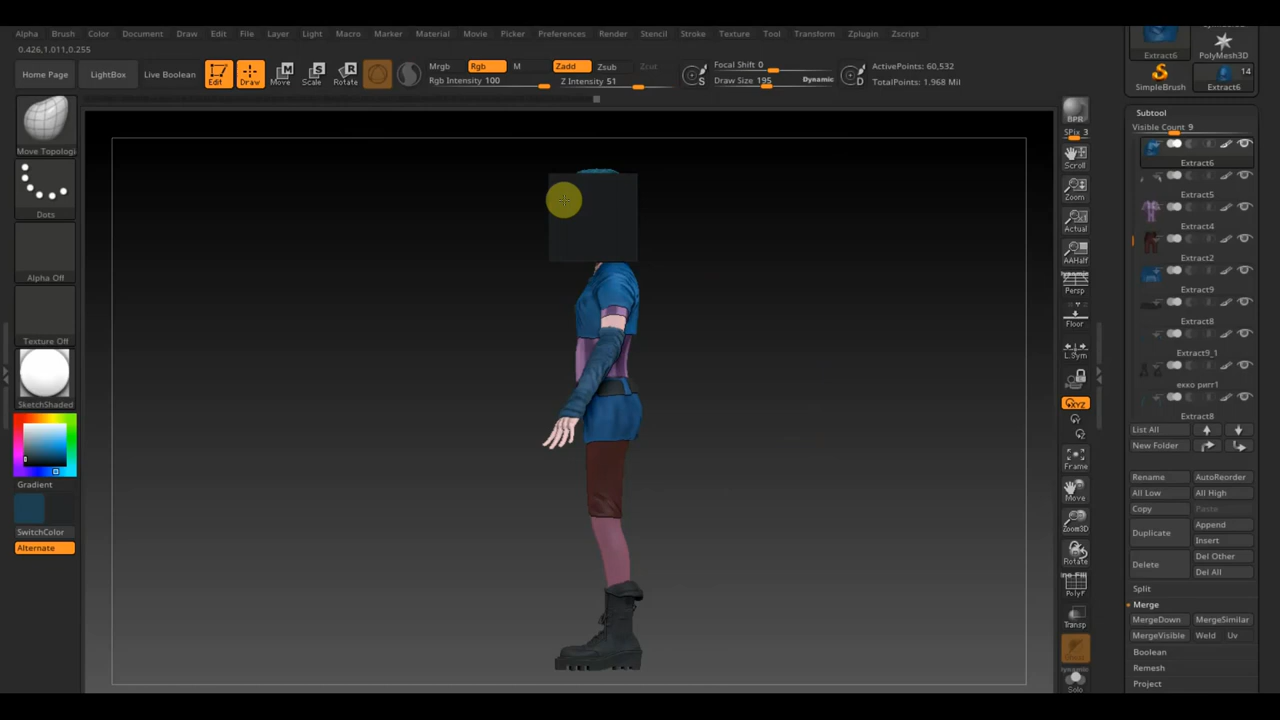 Alpha Brush Color Document Draw Edit File Layer Light Macro Marker Material Movie Picker Preferences Render Stencil Stroke Texture Tool Transform Zplugin Zscript
0.426,1.011,0.255
Home Page LightBox Live Boolean Edit Draw Move Scale Rotate
Mrgb Rgb M Zadd Zsub Zcut
Rgb Intensity 100 Z Intensity 51
Focal Shift 0
Draw Size 195 Dynamic
ActivePoints: 60,532
TotalPoints: 1.968 Mil
Move Topologi
Dots
Alpha Off
Texture Off
SketchShaded
Gradient
SwitchColor
Alternate
BPR
SPix 3
Scroll
Zoom
Actual
AAHalf
Dynamic
Persp
Floor
L.Sym
XYZ
Frame
Move
Zoom3D
Rotate
Line Fill
PolyF
Transp
Dynamic
Solo
Extract6 PolyMesh3D
14
SimpleBrush Extract6
Subtool
Visible Count 9
Extract6
Extract5
Extract4
Extract2
Extract9
Extract8
Extract9_1
екко ригг1
Extract8
List All
New Folder
Rename AutoReorder
All Low All High
Copy Paste
Duplicate Append
Insert
Delete Del Other
Del All
Split
Merge
MergeDown MergeSimilar
MergeVisible Weld Uv
Boolean
Remesh
Project